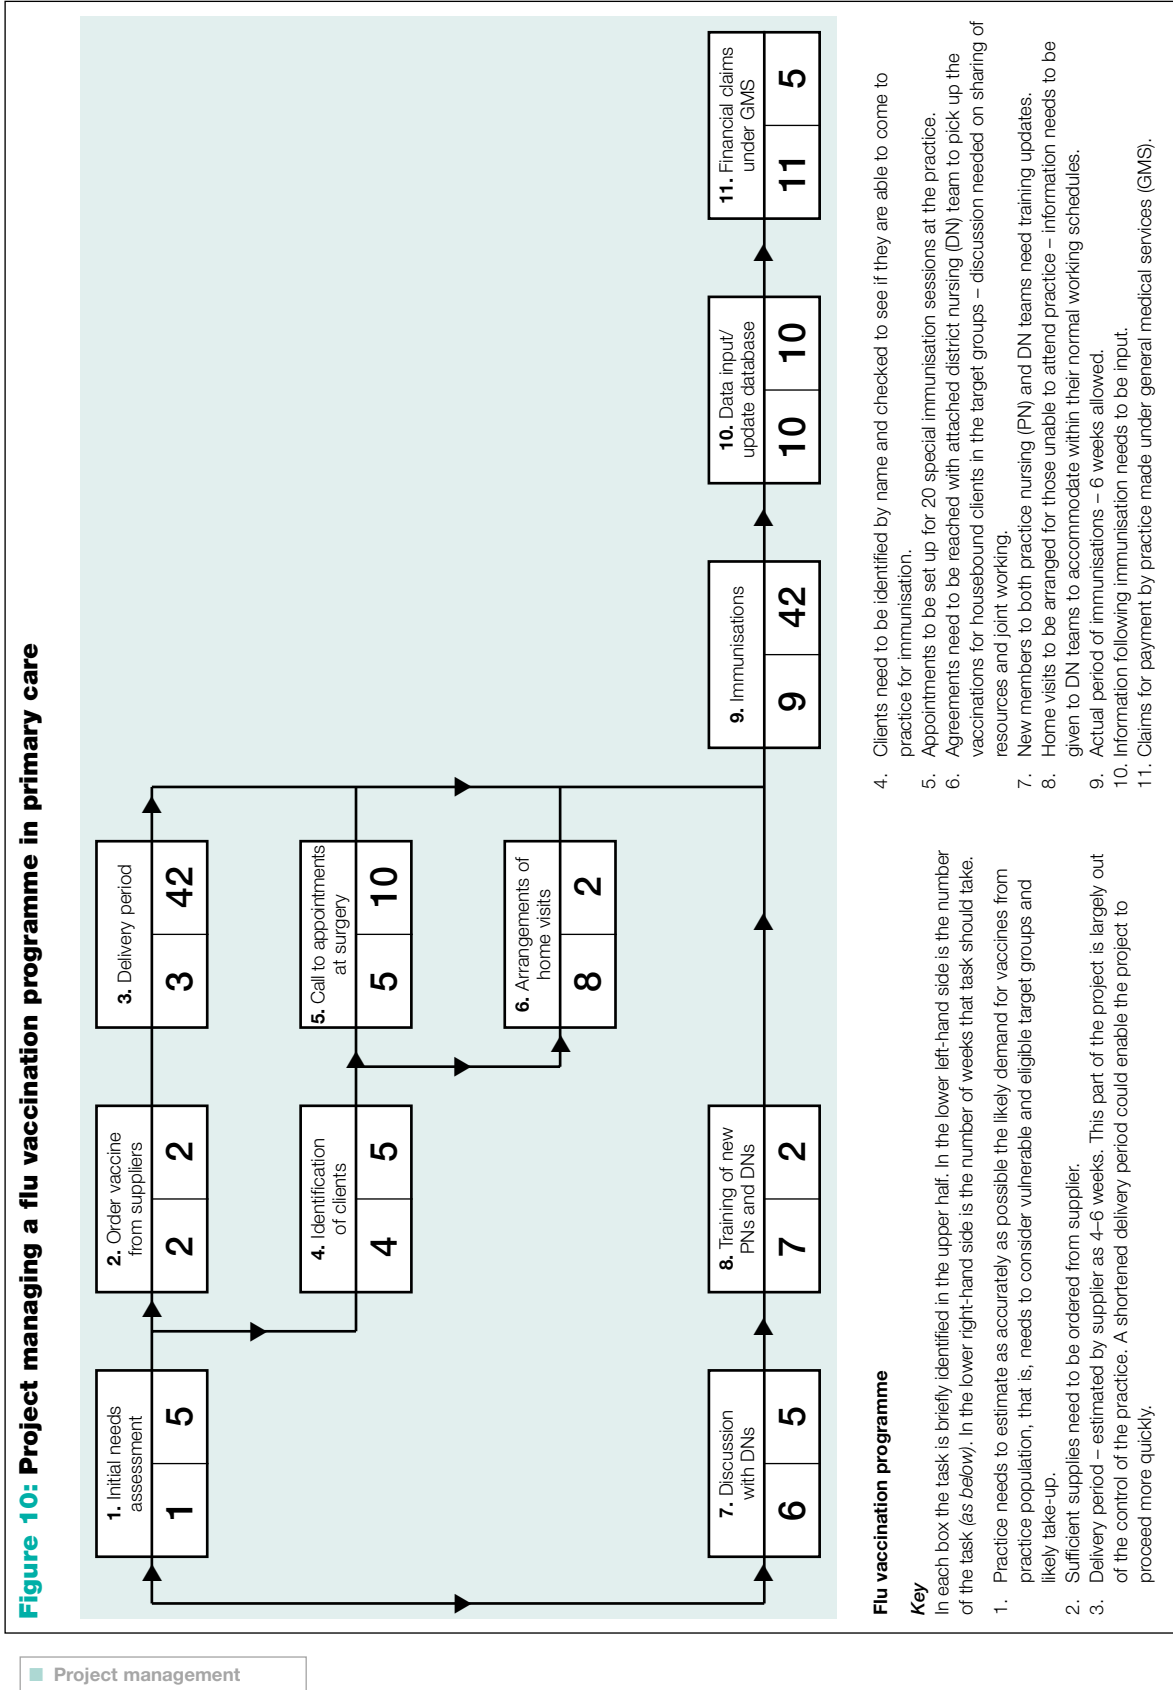 Figure 10: Project managing a flu vaccination programme in primary care
1. Initial needs
assessment
1 5
2. Order vaccine
from suppliers
2 2
3. Delivery period
3 42
4. Identification
of clients
4 5
5. Call to appointments
at surgery
5 10
6. Arrangements of
home visits
8 2
7. Discussion
with DNs
6 5
8. Training of new
PNs and DNs
7 2
9. Immunisations
9 42
10. Data input/
update database
10 10
11. Financial claims
under GMS
11 5
Flu vaccination programme
Key
In each box the task is briefly identified in the upper half. In the lower left-hand side is the number
of the task (as below). In the lower right-hand side is the number of weeks that task should take.
1. Practice needs to estimate as accurately as possible the likely demand for vaccines from
practice population, that is, needs to consider vulnerable and eligible target groups and
likely take-up.
2. Sufficient supplies need to be ordered from supplier.
3. Delivery period – estimated by supplier as 4–6 weeks. This part of the project is largely out
of the control of the practice. A shortened delivery period could enable the project to
proceed more quickly.
4. Clients need to be identified by name and checked to see if they are able to come to
practice for immunisation.
5. Appointments to be set up for 20 special immunisation sessions at the practice.
6. Agreements need to be reached with attached district nursing (DN) team to pick up the
vaccinations for housebound clients in the target groups – discussion needed on sharing of
resources and joint working.
7. New members to both practice nursing (PN) and DN teams need training updates.
8. Home visits to be arranged for those unable to attend practice – information needs to be
given to DN teams to accommodate within their normal working schedules.
9. Actual period of immunisations – 6 weeks allowed.
10. Information following immunisation needs to be input.
11. Claims for payment by practice made under general medical services (GMS).
Project management